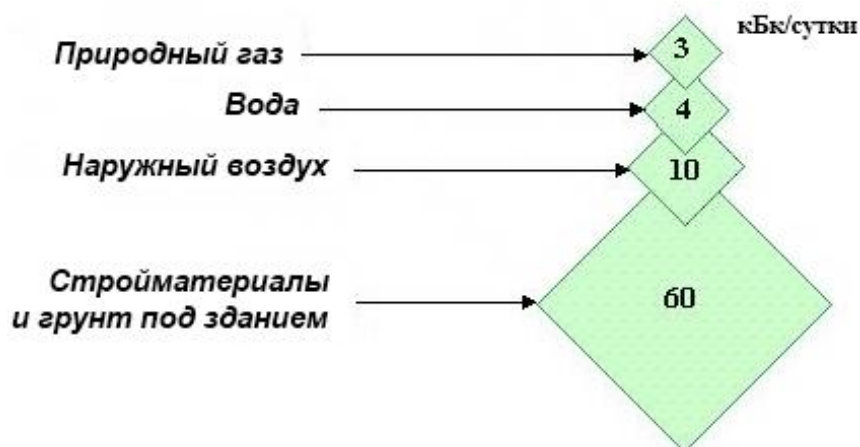 кБк/сутки
Природный газ
3
Вода
4
Наружный воздух
10
Стройматериалы
и грунт под зданием
60